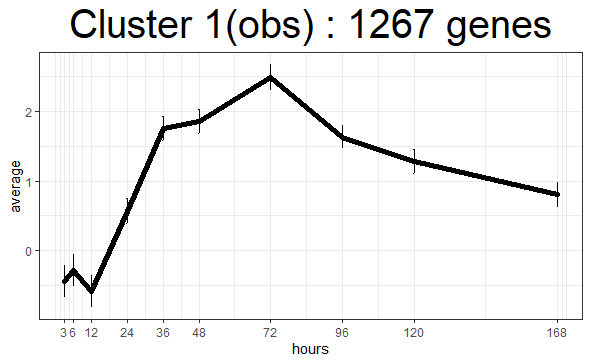 Cluster 1(obs) : 1267 genes
average
2
1
0
3 6 12 24 36 48 72 96 120 168
hours